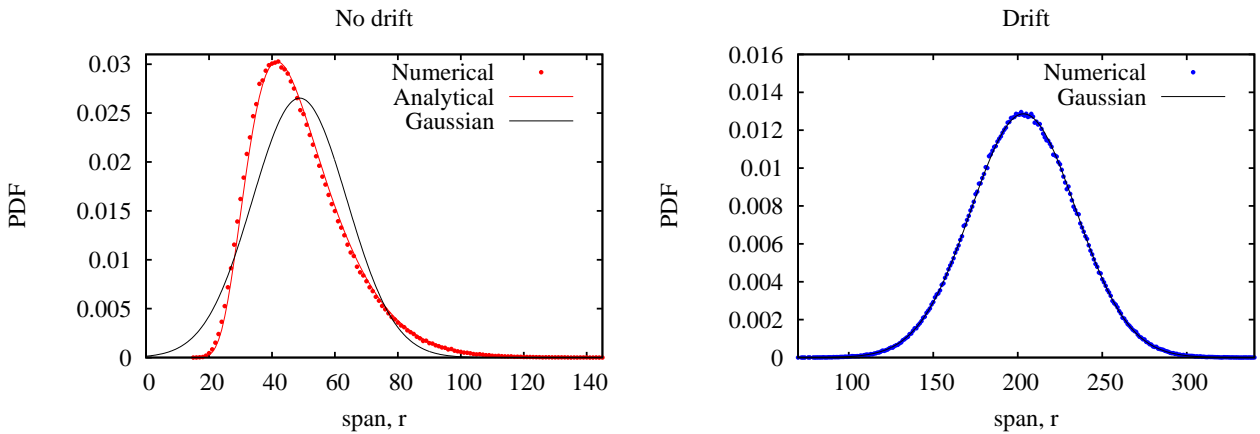 No drift
PDF
0.03
0.025
0.02
0.015
0.01
0.005
0
Numerical
Analytical
Gaussian
0 20 40 60 80 100 120 140
span, r
Drift
PDF
0.016
0.014
0.012
0.01
0.008
0.006
0.004
0.002
0
Numerical
Gaussian
100 150 200 250 300
span, r